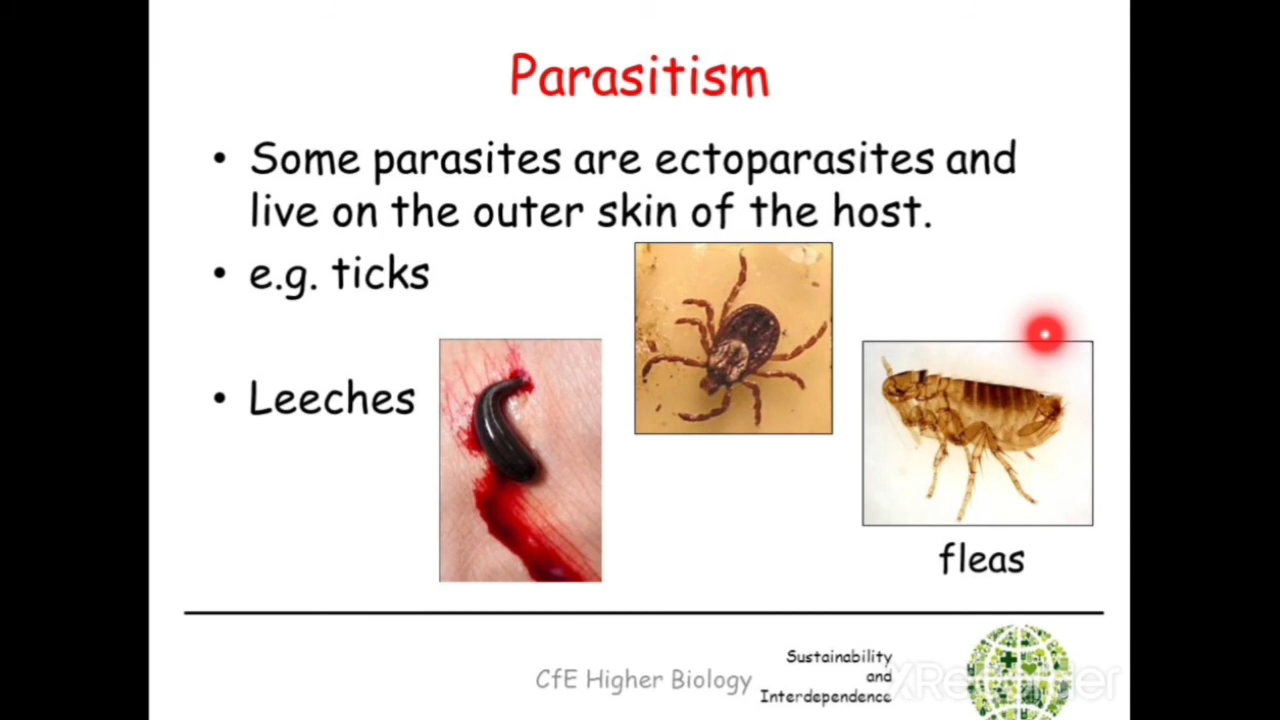 Parasitism
• Some parasites are ectoparasites and
live on the outer skin of the host.
• e.g. ticks
• Leeches
fleas
CfE Higher Biology
Sustainability
and
Interdependence
XRecorder